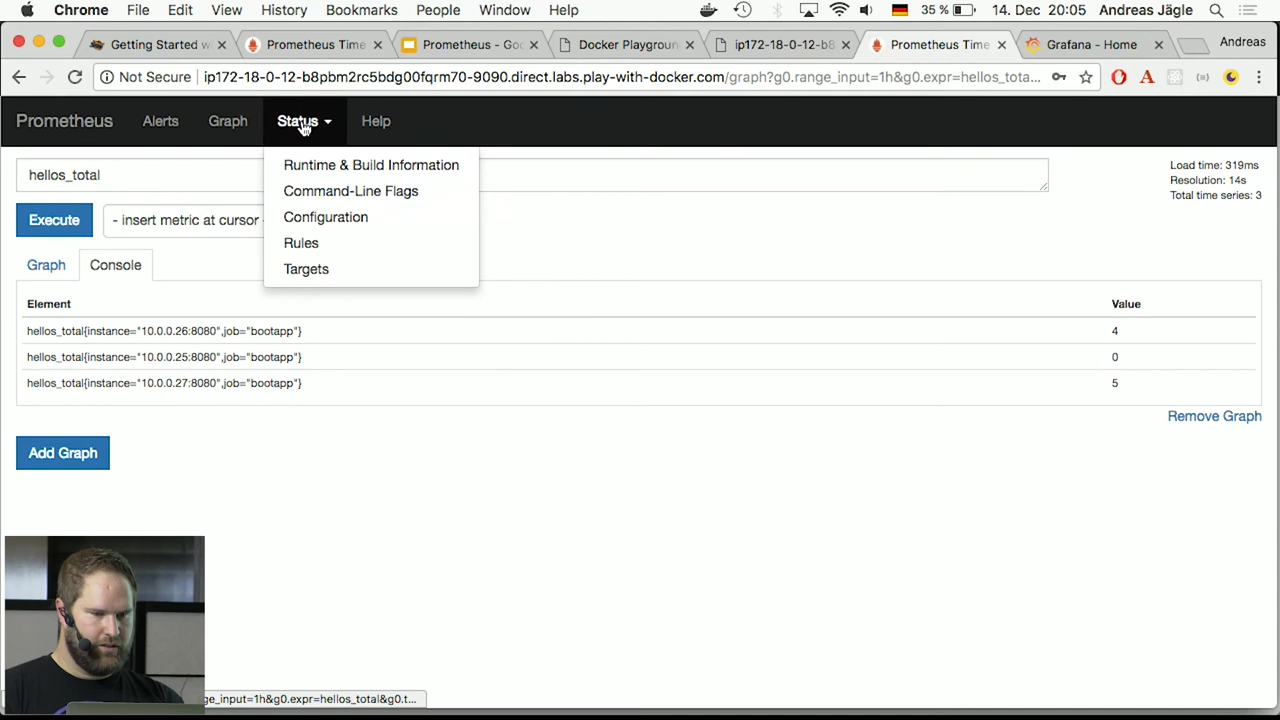 Chrome File Edit View History Bookmarks People Window Help 35 % 14. Dec 20:05 Andreas Jägle
Getting Started w Prometheus Time Prometheus - Goo Docker Playgroun ip172-18-0-12-b8 Prometheus Time Grafana - Home Andreas
Not Secure ip172-18-0-12-b8pbm2rc5bdg00fqrm70-9090.direct.labs.play-with-docker.com/graph?g0.range_input=1h&g0.expr=hellos_tota...
Prometheus Alerts Graph Status Help
Runtime & Build Information
Command-Line Flags
Configuration
Rules
Targets
hellos_total
Load time: 319ms
Resolution: 14s
Total time series: 3
Execute - insert metric at cursor -
Graph Console
Element Value
hellos_total{instance="10.0.0.26:8080",job="bootapp"} 4
hellos_total{instance="10.0.0.25:8080",job="bootapp"} 0
hellos_total{instance="10.0.0.27:8080",job="bootapp"} 5
Remove Graph
Add Graph
ge_input=1h&g0.expr=hellos_total&g0.t...